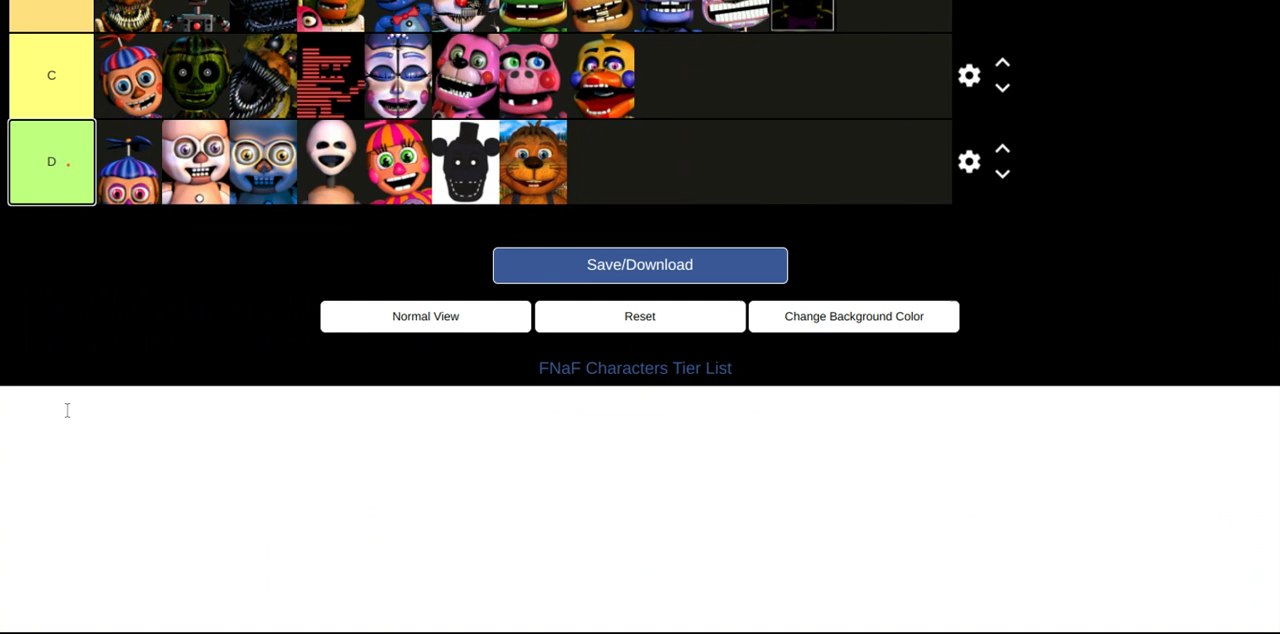 C
D
Save/Download
Normal View
Reset
Change Background Color
FNaF Characters Tier List